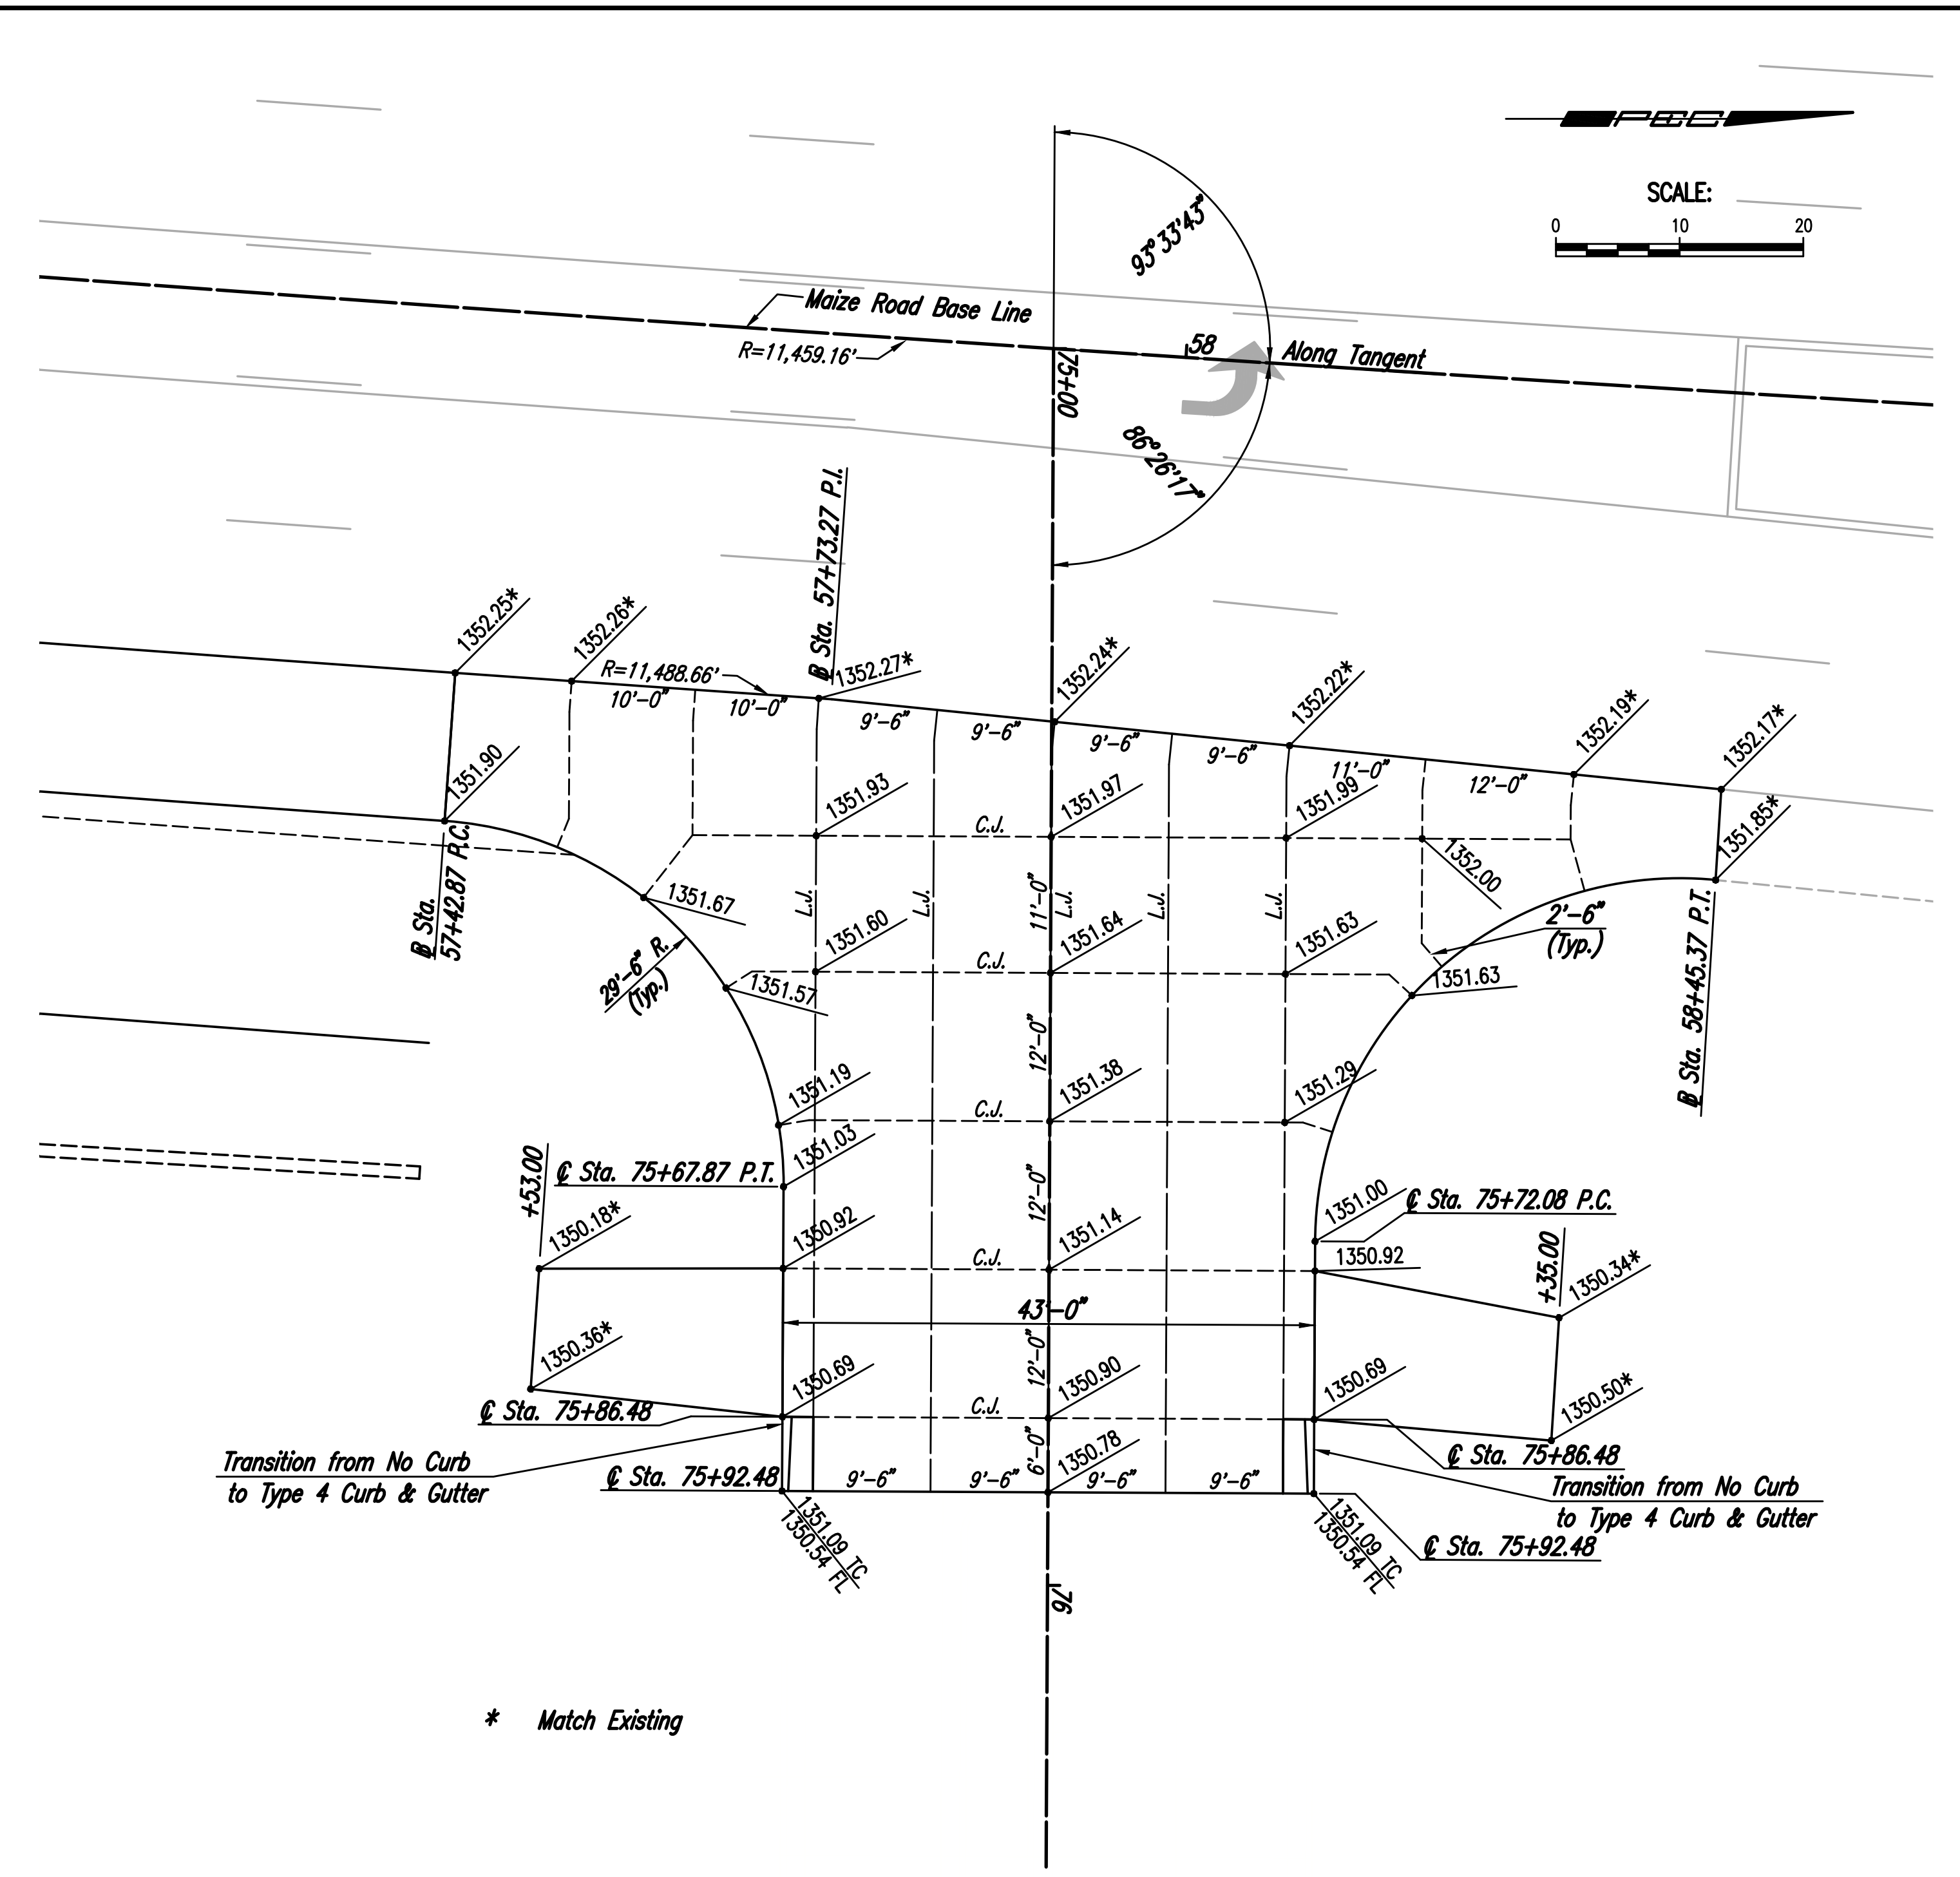 PEC
SCALE:
0 10 20
93°33'43"
Maize Road Base Line
R=11,459.16'
58
Along Tangent
75+00
86°26'17"
℄ Sta. 57+73.27 P.I.
1352.25*
1352.26*
R=11,488.66'
1352.27*
1352.24*
1352.22*
1352.19*
1352.17*
10'-0"
10'-0"
9'-6"
9'-6"
9'-6"
9'-6"
11'-0"
12'-0"
1351.90
1351.93
1351.97
1351.99
1351.85*
C.J.
1352.00
℄ Sta.
57+42.87 P.C.
1351.67
L.J.
L.J.
11'-0"
L.J.
L.J.
L.J.
2'-6"
(Typ.)
29'-6" R.
(Typ.)
1351.60
1351.64
1351.63
C.J.
1351.57
1351.63
℄ Sta. 58+45.37 P.T.
12'-0"
1351.19
1351.38
1351.29
C.J.
1351.03
℄ Sta. 75+67.87 P.T.
+53.00
1350.18*
1350.92
12'-0"
1351.14
1351.00
℄ Sta. 75+72.08 P.C.
C.J.
1350.92
+35.00
1350.34*
43'-0"
1350.36*
1350.69
12'-0"
1350.90
1350.69
1350.50*
℄ Sta. 75+86.48
C.J.
℄ Sta. 75+86.48
Transition from No Curb
to Type 4 Curb & Gutter
℄ Sta. 75+92.48
9'-6"
9'-6"
6'-0"
1350.78
9'-6"
9'-6"
Transition from No Curb
to Type 4 Curb & Gutter
1351.09 TC
1350.54 FL
1351.09 TC
1350.54 FL
℄ Sta. 75+92.48
76
* Match Existing